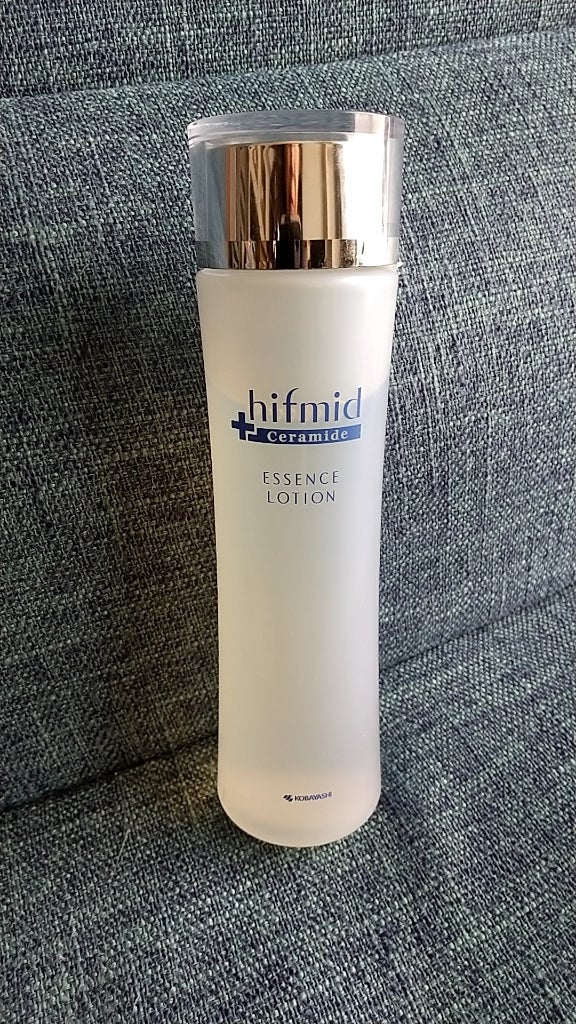 hifmid
+ Ceramide
ESSENCE
LOTION
KOBAYASHI